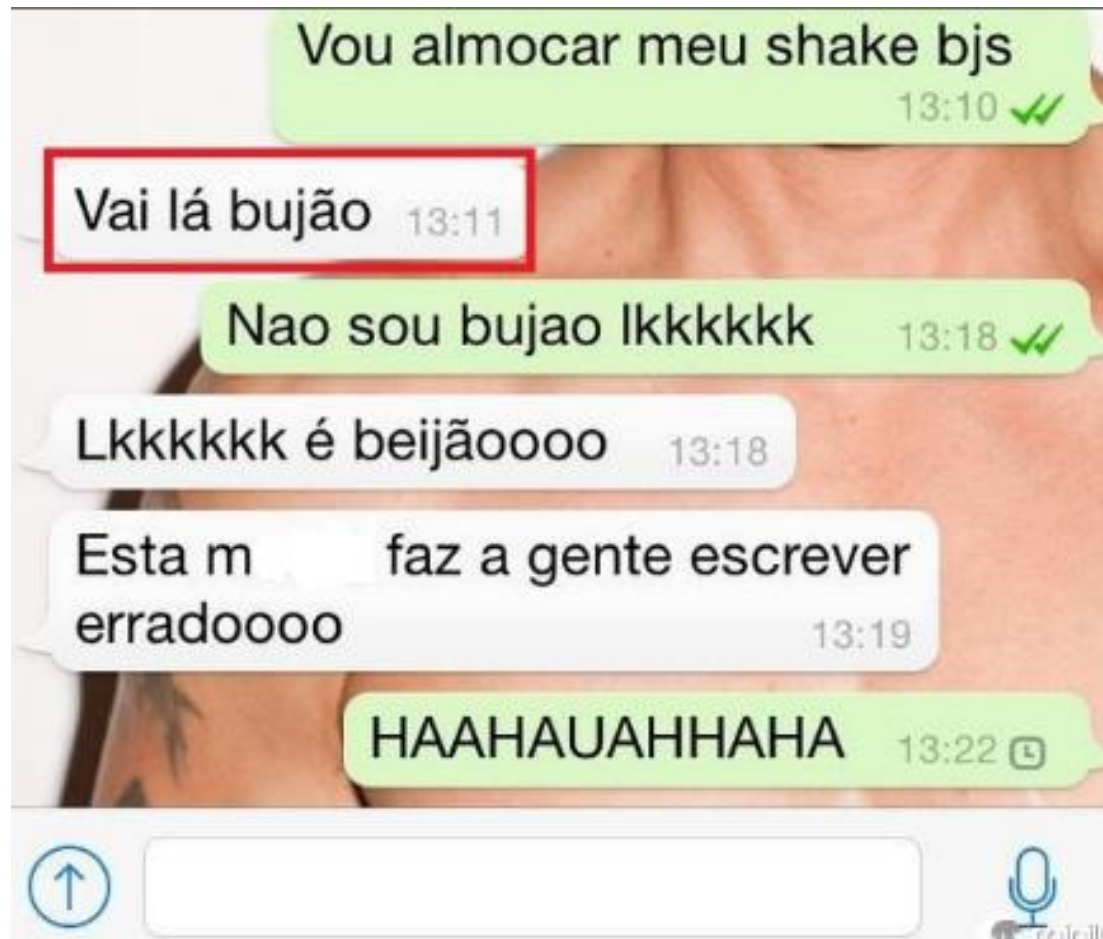 Vou almocar meu shake bjs
13:10
Vai lá bujão 13:11
Nao sou bujao lkkkkkk 13:18
Lkkkkkk é beijãoooo 13:18
Esta m faz a gente escrever
erradoooo 13:19
HAAHAUAHHAHA 13:22